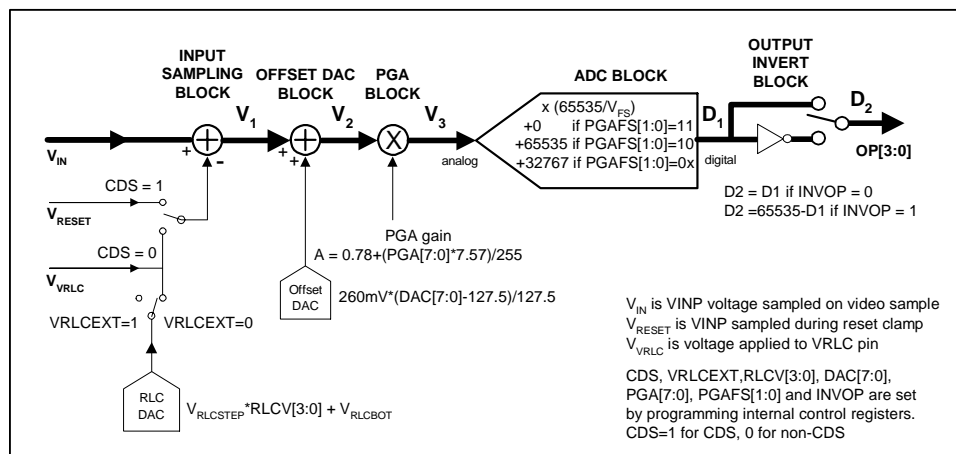 INPUT
SAMPLING
BLOCK
OFFSET DAC
BLOCK
PGA
BLOCK
ADC BLOCK
OUTPUT
INVERT
BLOCK
V1
V2
V3
D1
D2
x (65535/VFS)
+0 if PGAFS[1:0]=11
+65535 if PGAFS[1:0]=10
+32767 if PGAFS[1:0]=0x
analog
digital
VIN
+
-
+
+
+
+
X
OP[3:0]
D2 = D1 if INVOP = 0
D2 =65535-D1 if INVOP = 1
CDS = 1
VRESET
CDS = 0
VVRLC
VRLCEXT=1
VRLCEXT=0
PGA gain
A = 0.78+(PGA[7:0]*7.57)/255
Offset
DAC
260mV*(DAC[7:0]-127.5)/127.5
RLC
DAC
VRLCSTEP*RLCV[3:0] + VRLCBOT
VIN is VINP voltage sampled on video sample
VRESET is VINP sampled during reset clamp
VVRLC is voltage applied to VRLC pin
CDS, VRLCEXT,RLCV[3:0], DAC[7:0],
PGA[7:0], PGAFS[1:0] and INVOP are set
by programming internal control registers.
CDS=1 for CDS, 0 for non-CDS